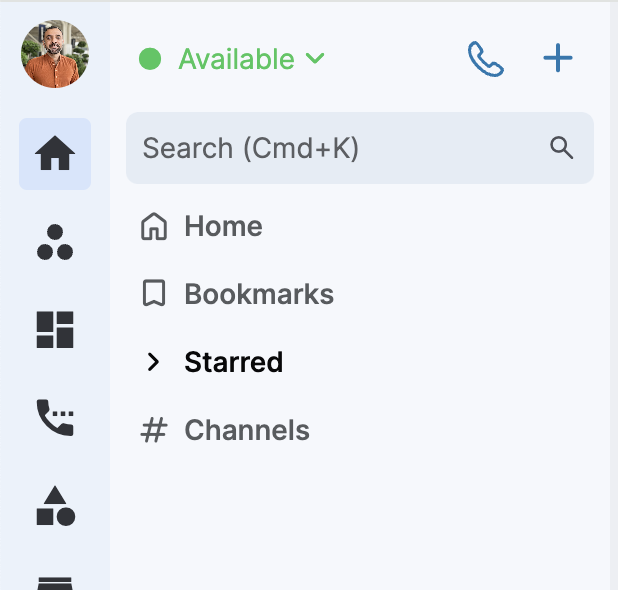 Available
Search (Cmd+K)
Home
Bookmarks
Starred
Channels